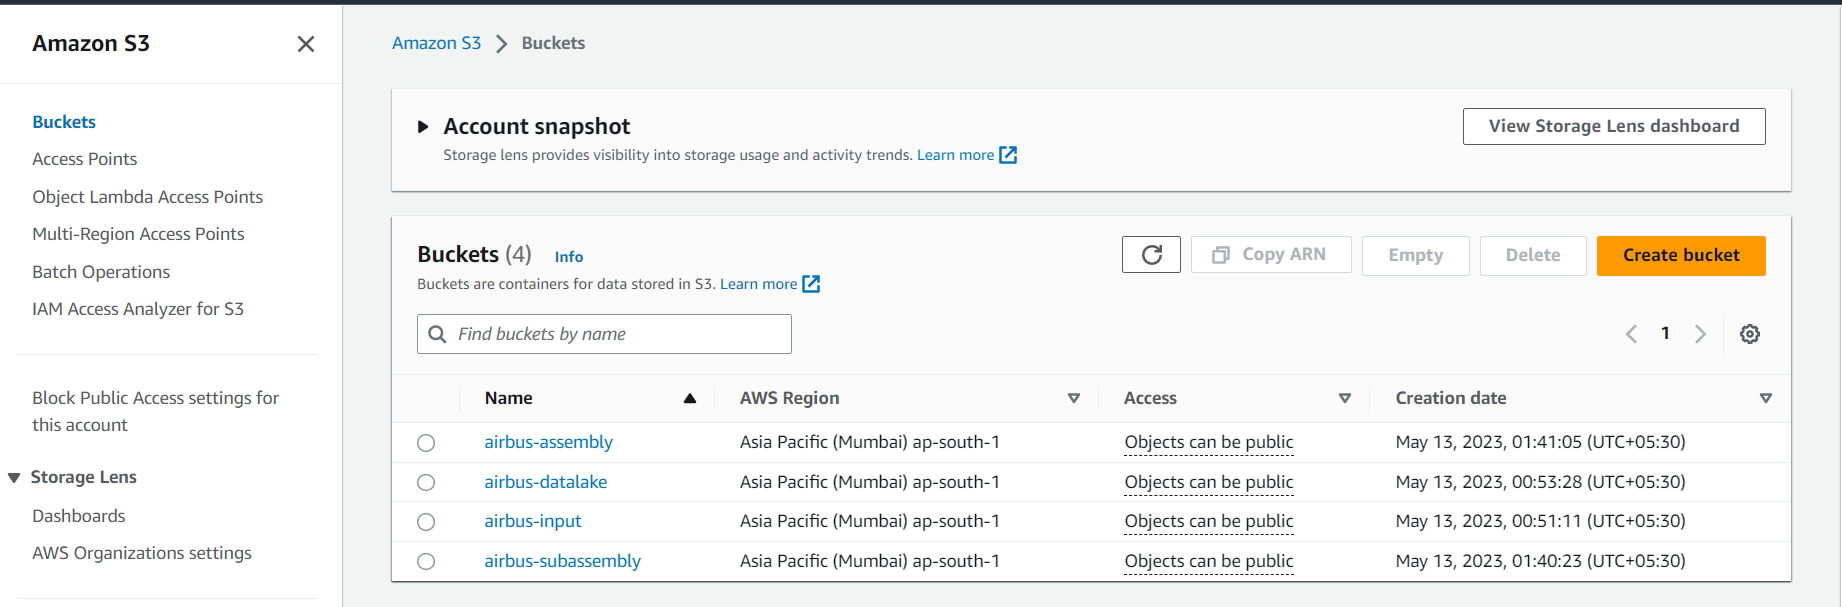 Amazon S3
Buckets
Access Points
Object Lambda Access Points
Multi-Region Access Points
Batch Operations
IAM Access Analyzer for S3
Block Public Access settings for
this account
Storage Lens
Dashboards
AWS Organizations settings
Amazon S3 Buckets
Account snapshot
Storage lens provides visibility into storage usage and activity trends. Learn more
View Storage Lens dashboard
Buckets (4) Info
Buckets are containers for data stored in S3. Learn more
Copy ARN Empty Delete Create bucket
Find buckets by name
1
Name AWS Region Access Creation date
airbus-assembly Asia Pacific (Mumbai) ap-south-1 Objects can be public May 13, 2023, 01:41:05 (UTC+05:30)
airbus-datalake Asia Pacific (Mumbai) ap-south-1 Objects can be public May 13, 2023, 00:53:28 (UTC+05:30)
airbus-input Asia Pacific (Mumbai) ap-south-1 Objects can be public May 13, 2023, 00:51:11 (UTC+05:30)
airbus-subassembly Asia Pacific (Mumbai) ap-south-1 Objects can be public May 13, 2023, 01:40:23 (UTC+05:30)